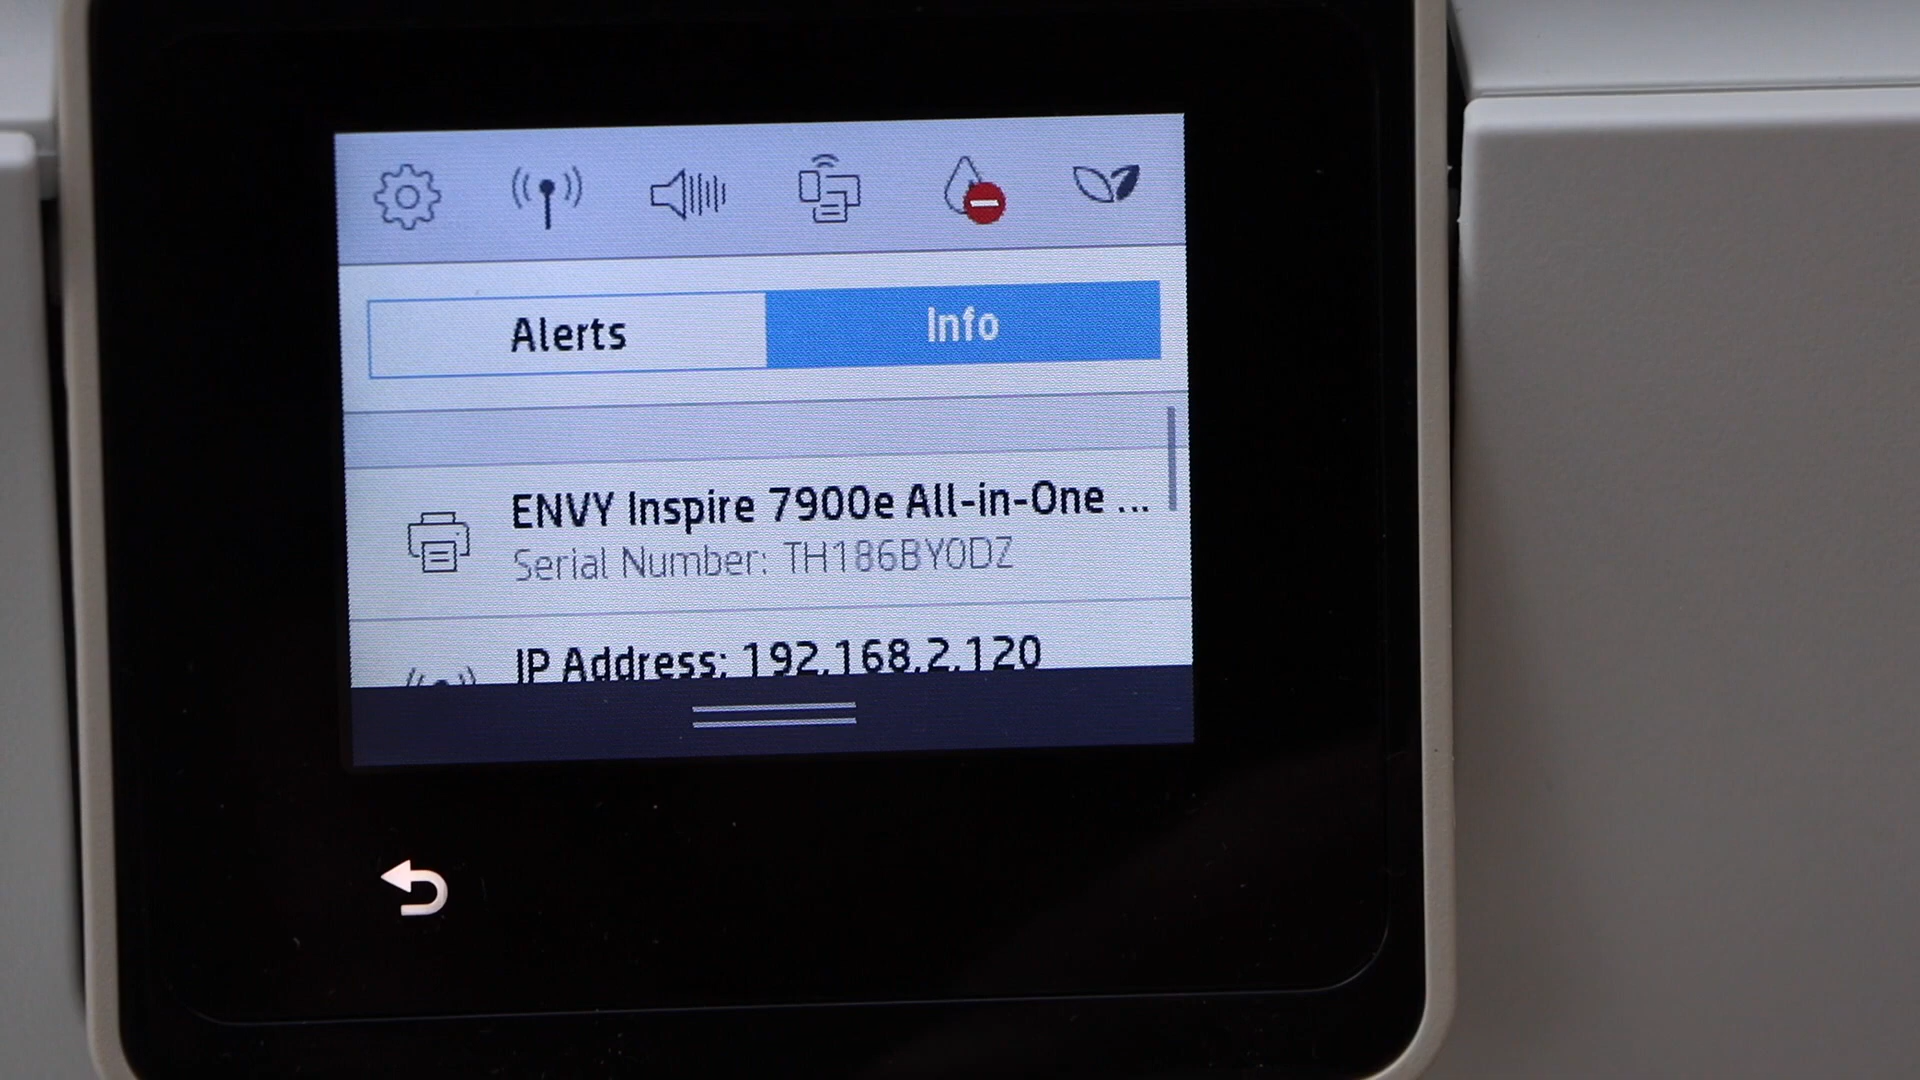 Alerts
Info
ENVY Inspire 7900e All-in-One ...
Serial Number: TH186BY0DZ
IP Address: 192.168.2.120